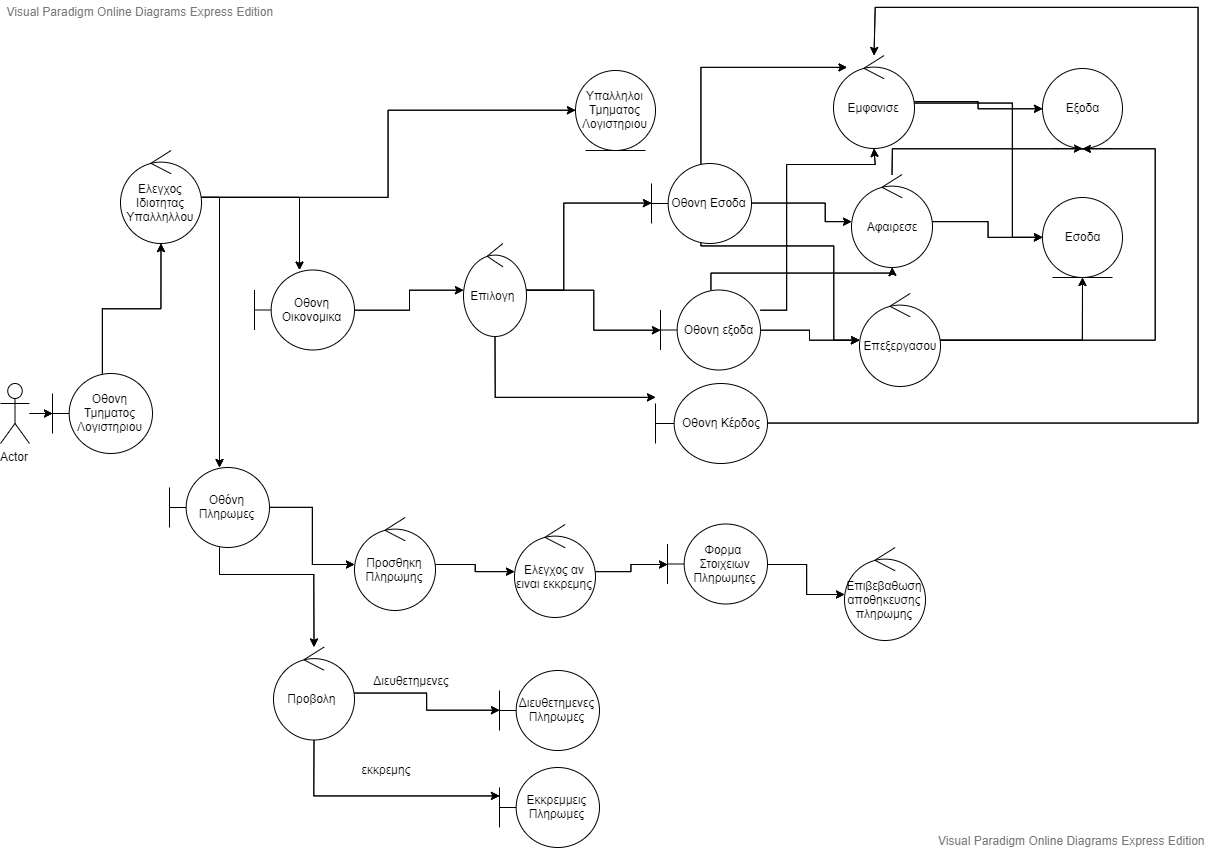 Visual Paradigm Online Diagrams Express Edition
Υπαλληλοι
Τμηματος
Λογιστηριου
Εμφανισε
Εξοδα
Ελεγχος
Ιδιοτητας
Υπαλληλλου
Οθονη Εσοδα
Αφαιρεσε
Εσοδα
Οθονη
Οικονομικα
Επιλογη
Οθονη εξοδα
Επεξεργασου
Οθονη
Τμηματος
Λογιστηριου
Actor
Οθονη Κέρδος
Οθόνη
Πληρωμες
Προσθηκη
Πληρωμης
Ελεγχος αν
ειναι εκκρεμης
Φορμα
Στοιχειων
Πληρωμηες
Επιβεβαθωση
αποθηκευσης
πληρωμης
Προβολη
Διευθετημενες
Διευθετημενες
Πληρωμες
εκκρεμης
Εκκρεμμεις
Πληρωμες
Visual Paradigm Online Diagrams Express Edition